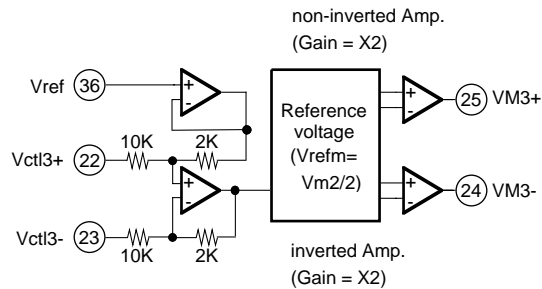 non-inverted Amp.
(Gain = X2)
Vref 36
+
-
Reference
voltage
(Vrefm=
Vm2/2)
+
-
25 VM3+
10K
2K
Vctl3+ 22
+
-
+
-
24 VM3-
Vctl3- 23
10K
2K
inverted Amp.
(Gain = X2)